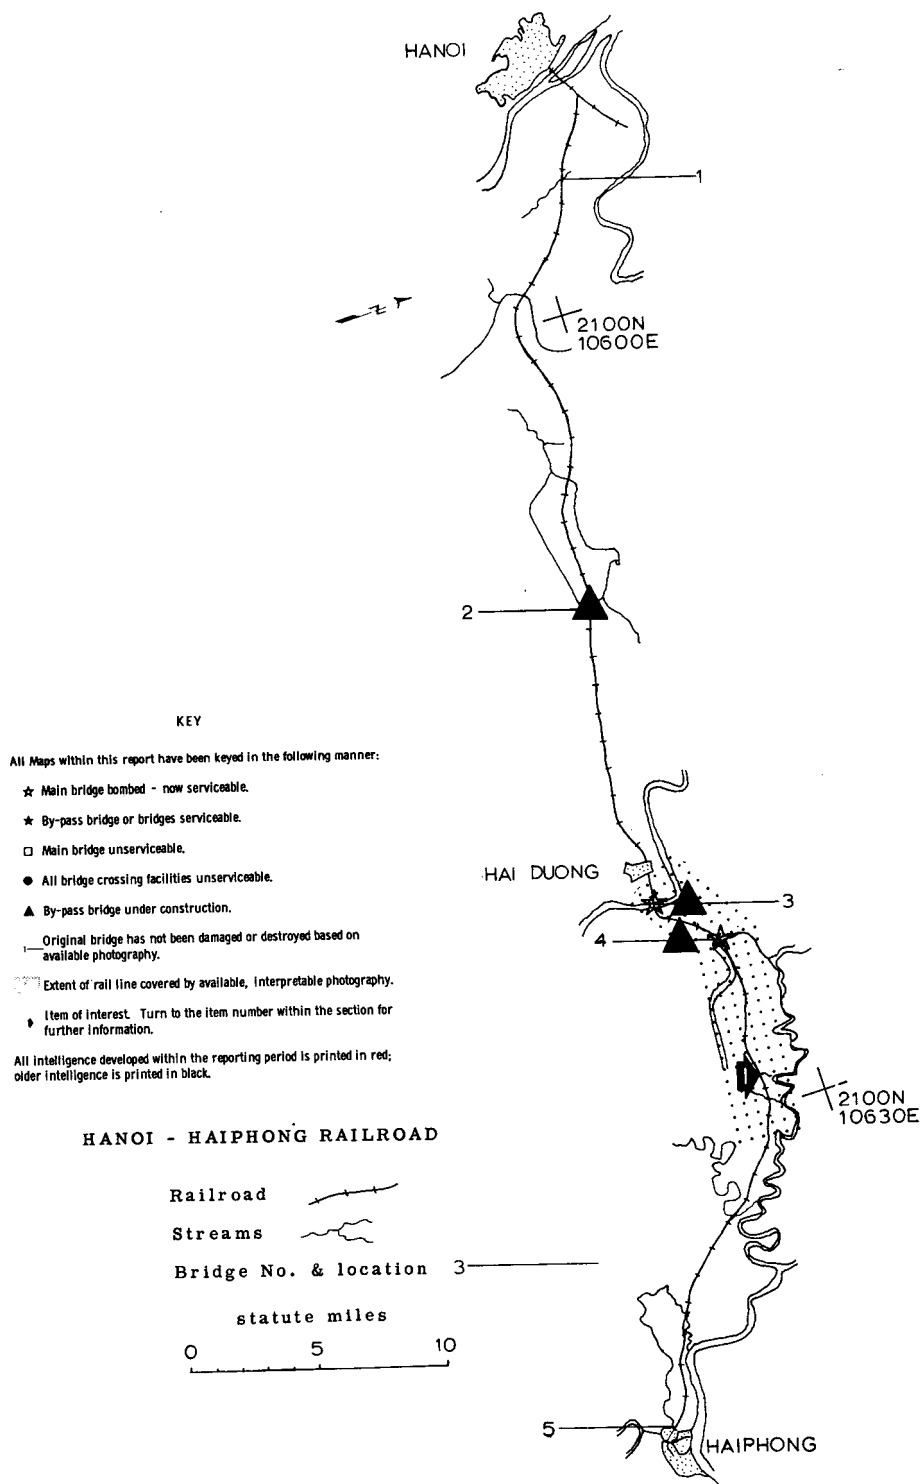 HANOI
1
N
2100N
10600E
2
KEY
All Maps within this report have been keyed in the following manner:
Main bridge bombed - now serviceable.
By-pass bridge or bridges serviceable.
Main bridge unserviceable.
All bridge crossing facilities unserviceable.
By-pass bridge under construction.
1 Original bridge has not been damaged or destroyed based on
available photography.
Extent of rail line covered by available, interpretable photography.
Item of interest. Turn to the item number within the section for
further information.
All intelligence developed within the reporting period is printed in red;
older intelligence is printed in black.
HAI DUONG
3
4
1
2100N
10630E
HANOI - HAIPHONG RAILROAD
Railroad
Streams
Bridge No. & location 3
statute miles
0 5 10
5
HAIPHONG